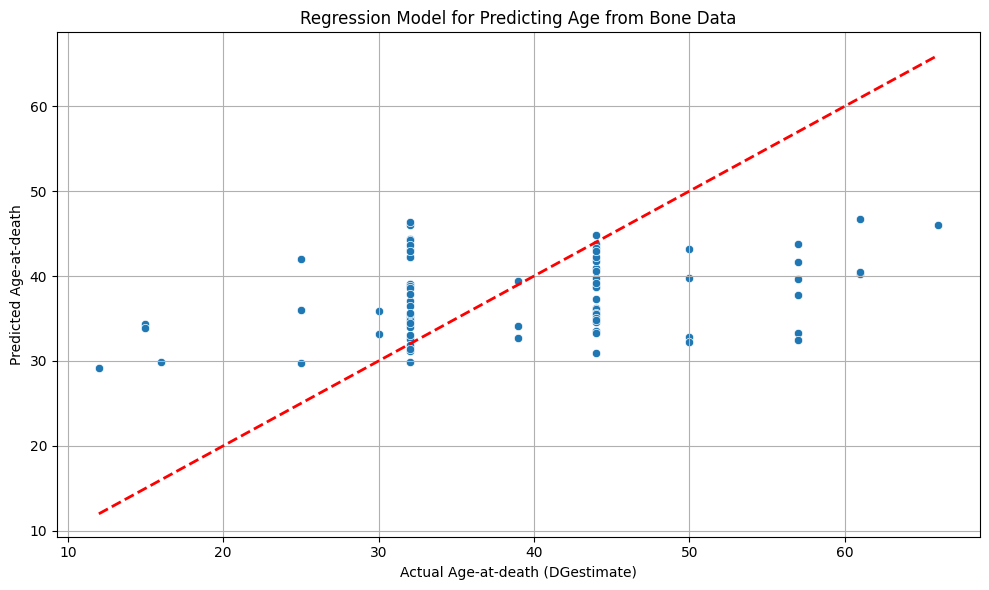 Regression Model for Predicting Age from Bone Data
Predicted Age-at-death
60
50
40
30
20
10
10 20 30 40 50 60
Actual Age-at-death (DGestimate)